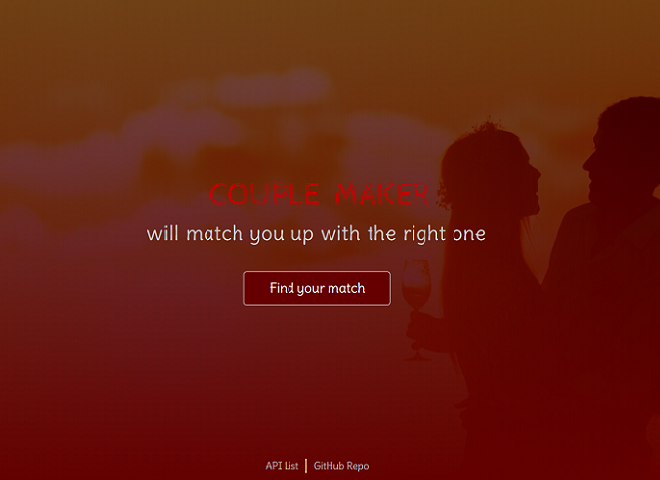 COUPLE MAKER
will match you up with the right one
Find your match
API list | GitHub Repo